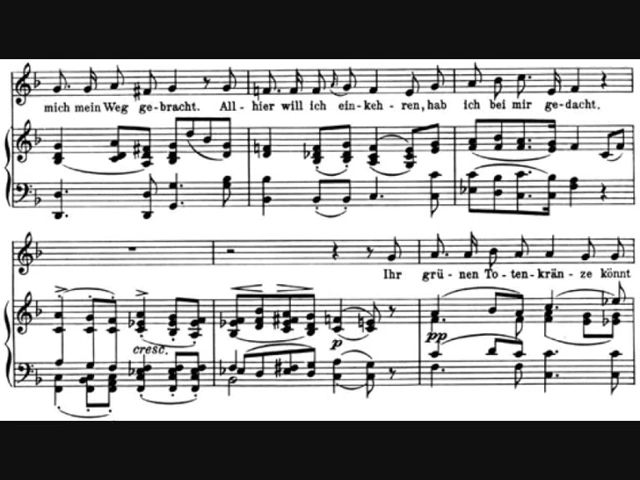 mich mein Weg ge-bracht. All-hier will ich ein-keh-ren, hab ich bei mir ge-dacht.
cresc. p
Ihr grü-nen To-ten-krän-ze könnt
pp